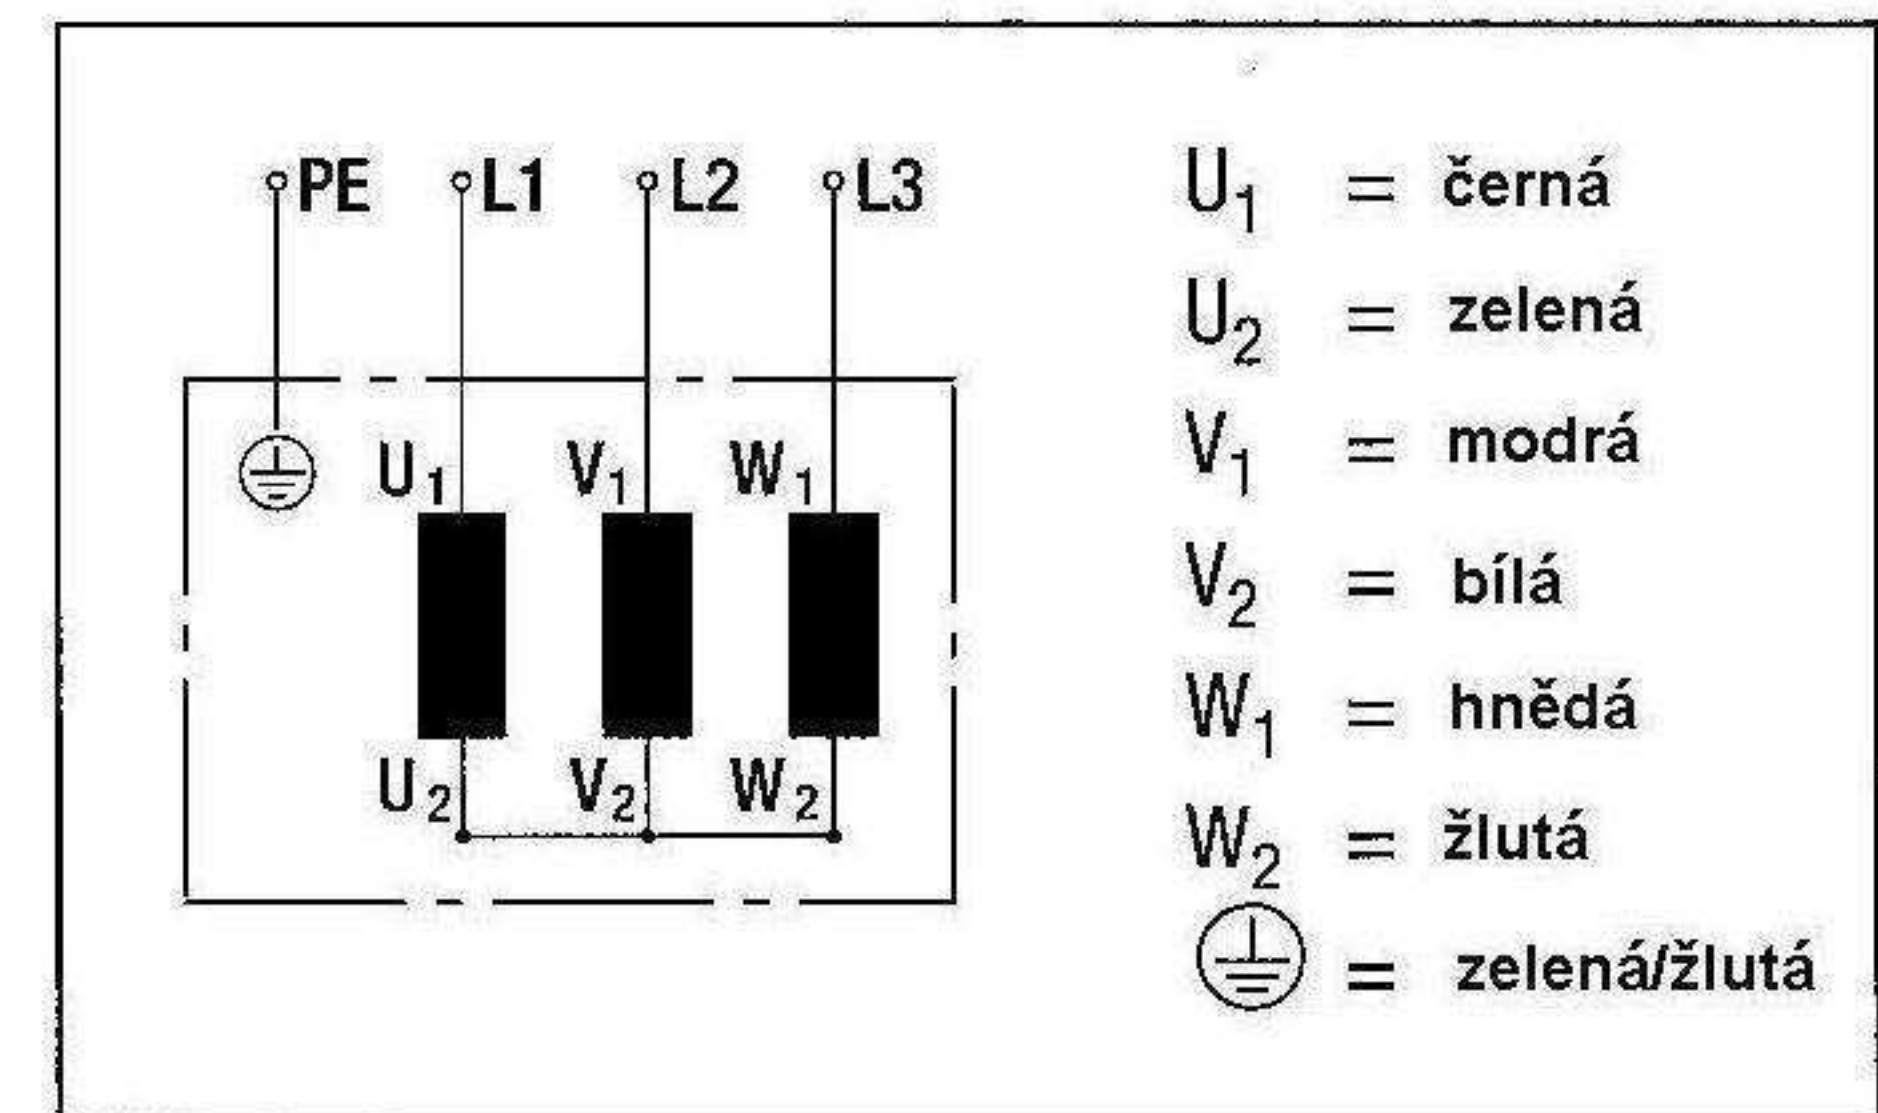 PE L1 L2 L3
U1 V1 W1
U2 V2 W2
U1 = černá
U2 = zelená
V1 = modrá
V2 = bílá
W1 = hnědá
W2 = žlutá
= zelená/žlutá